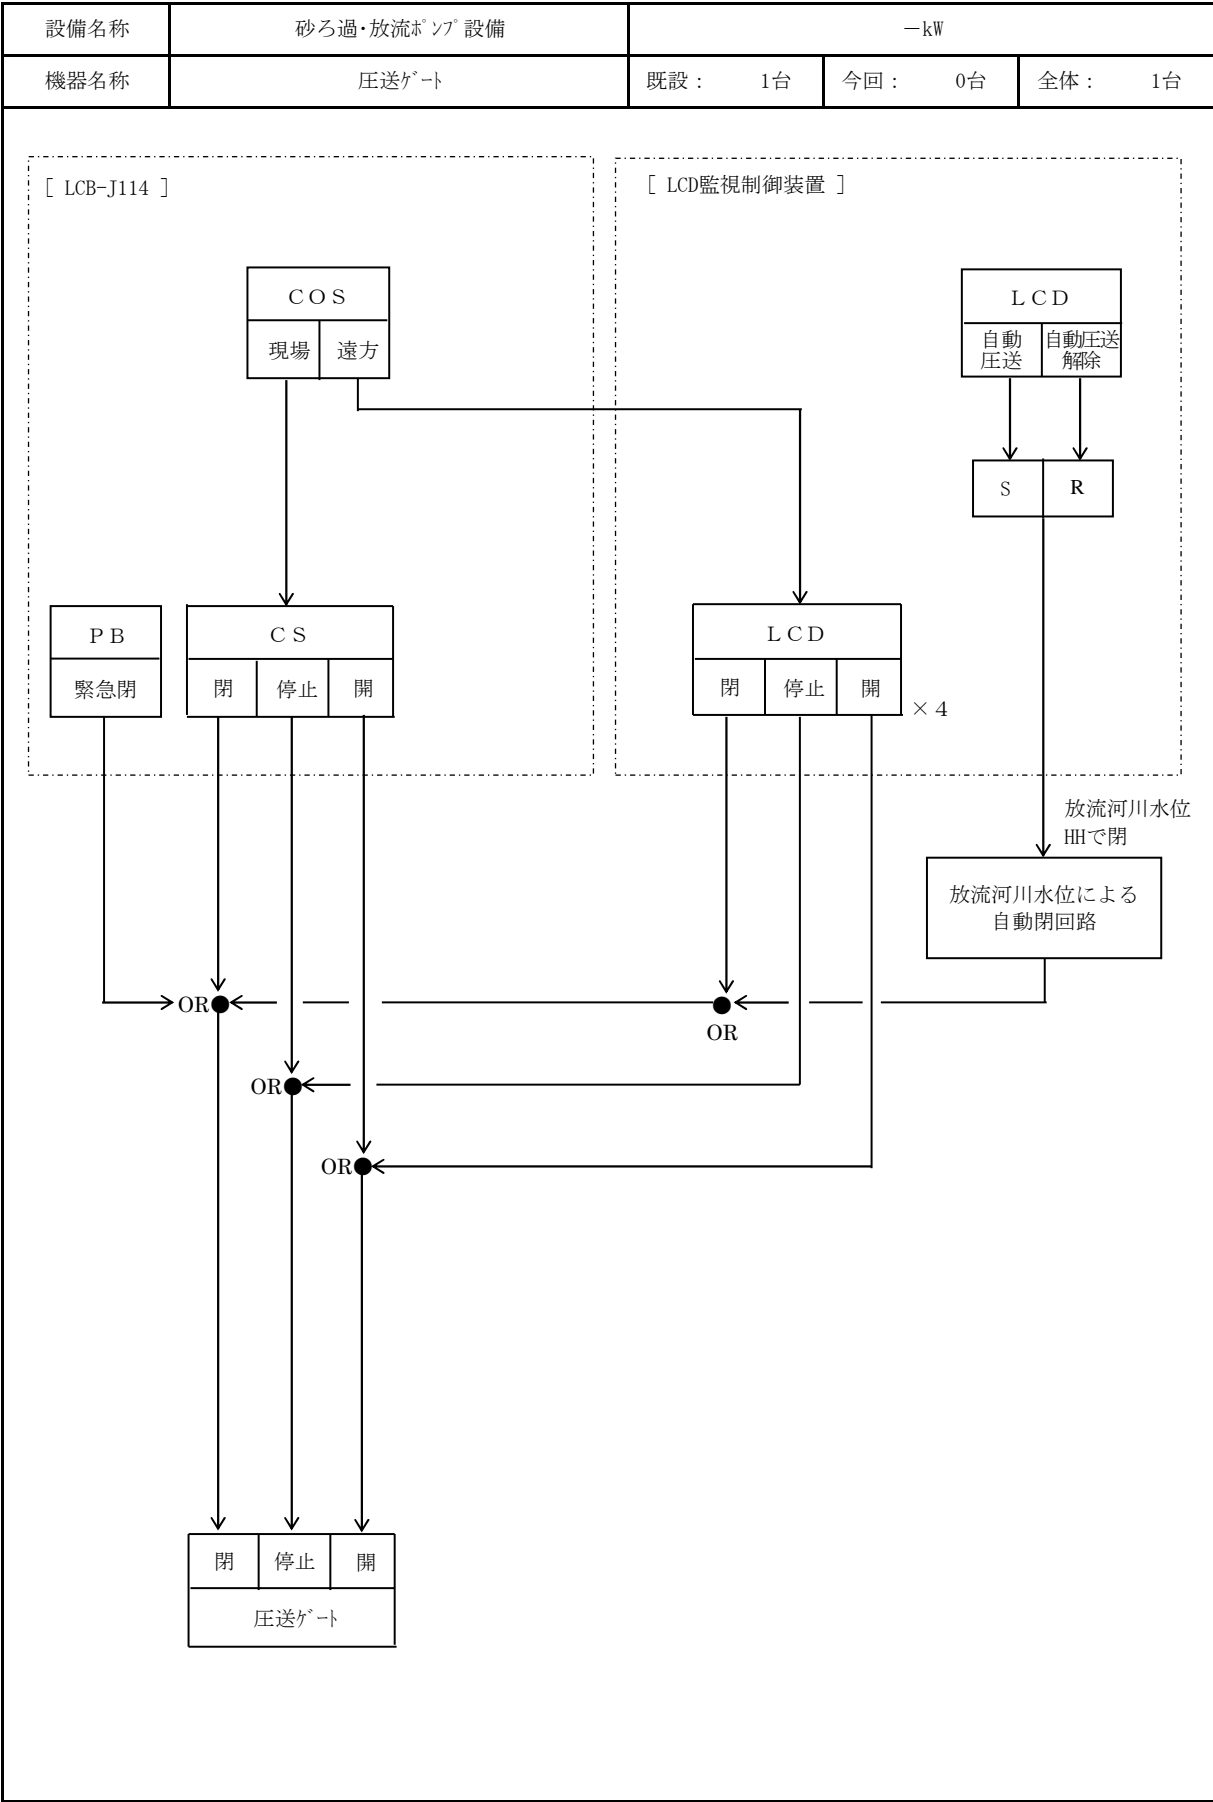 設備名称 砂ろ過・放流ﾎﾟﾝﾌﾟ設備 －kW
機器名称 圧送ｹﾞｰﾄ 既設： 1台 今回： 0台 全体： 1台
[ LCB-J114 ]
[ LCD監視制御装置 ]
ＣＯＳ
現場 遠方
ＬＣＤ
自動
圧送
自動圧送
解除
S R
ＰＢ
緊急閉
ＣＳ
閉 停止 開
ＬＣＤ
閉 停止 開
×４
放流河川水位
HHで閉
放流河川水位による
自動閉回路
OR
OR
OR
OR
閉 停止 開
圧送ｹﾞｰﾄ